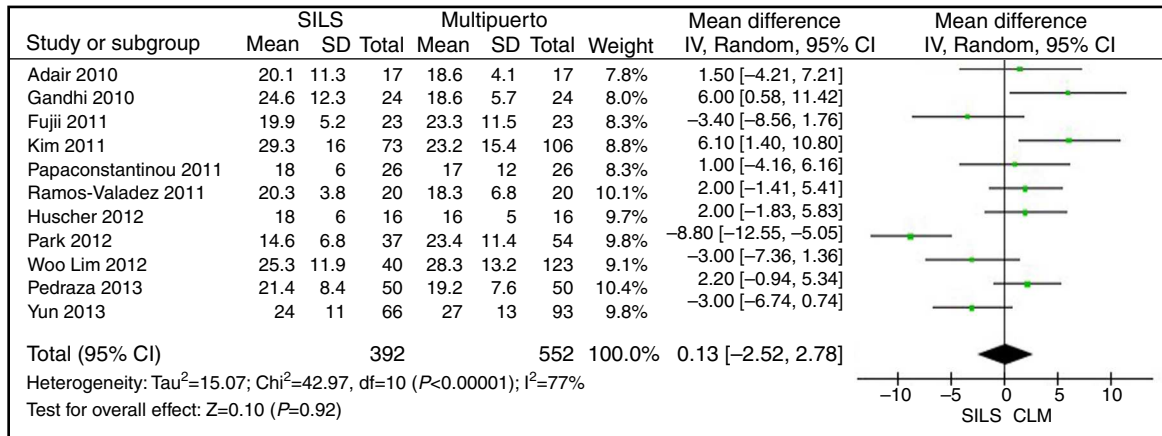 SILS Multipuerto Mean difference Mean difference
Study or subgroup Mean SD Total Mean SD Total Weight IV, Random, 95% CI IV, Random, 95% CI
Adair 2010 20.1 11.3 17 18.6 4.1 17 7.8% 1.50 [–4.21, 7.21]
Gandhi 2010 24.6 12.3 24 18.6 5.7 24 8.0% 6.00 [0.58, 11.42]
Fujii 2011 19.9 5.2 23 23.3 11.5 23 8.3% –3.40 [–8.56, 1.76]
Kim 2011 29.3 16 73 23.2 15.4 106 8.8% 6.10 [1.40, 10.80]
Papaconstantinou 2011 18 6 26 17 12 26 8.3% 1.00 [–4.16, 6.16]
Ramos-Valadez 2011 20.3 3.8 20 18.3 6.8 20 10.1% 2.00 [–1.41, 5.41]
Huscher 2012 18 6 16 16 5 16 9.7% 2.00 [–1.83, 5.83]
Park 2012 14.6 6.8 37 23.4 11.4 54 9.8% –8.80 [–12.55, –5.05]
Woo Lim 2012 25.3 11.9 40 28.3 13.2 123 9.1% –3.00 [–7.36, 1.36]
Pedraza 2013 21.4 8.4 50 19.2 7.6 50 10.4% 2.20 [–0.94, 5.34]
Yun 2013 24 11 66 27 13 93 9.8% –3.00 [–6.74, 0.74]
Total (95% CI) 392 552 100.0% 0.13 [–2.52, 2.78]
Heterogeneity: Tau²=15.07; Chi²=42.97, df=10 (P<0.00001); I²=77%
Test for overall effect: Z=0.10 (P=0.92)
–10 –5 0 5 10
SILS CLM